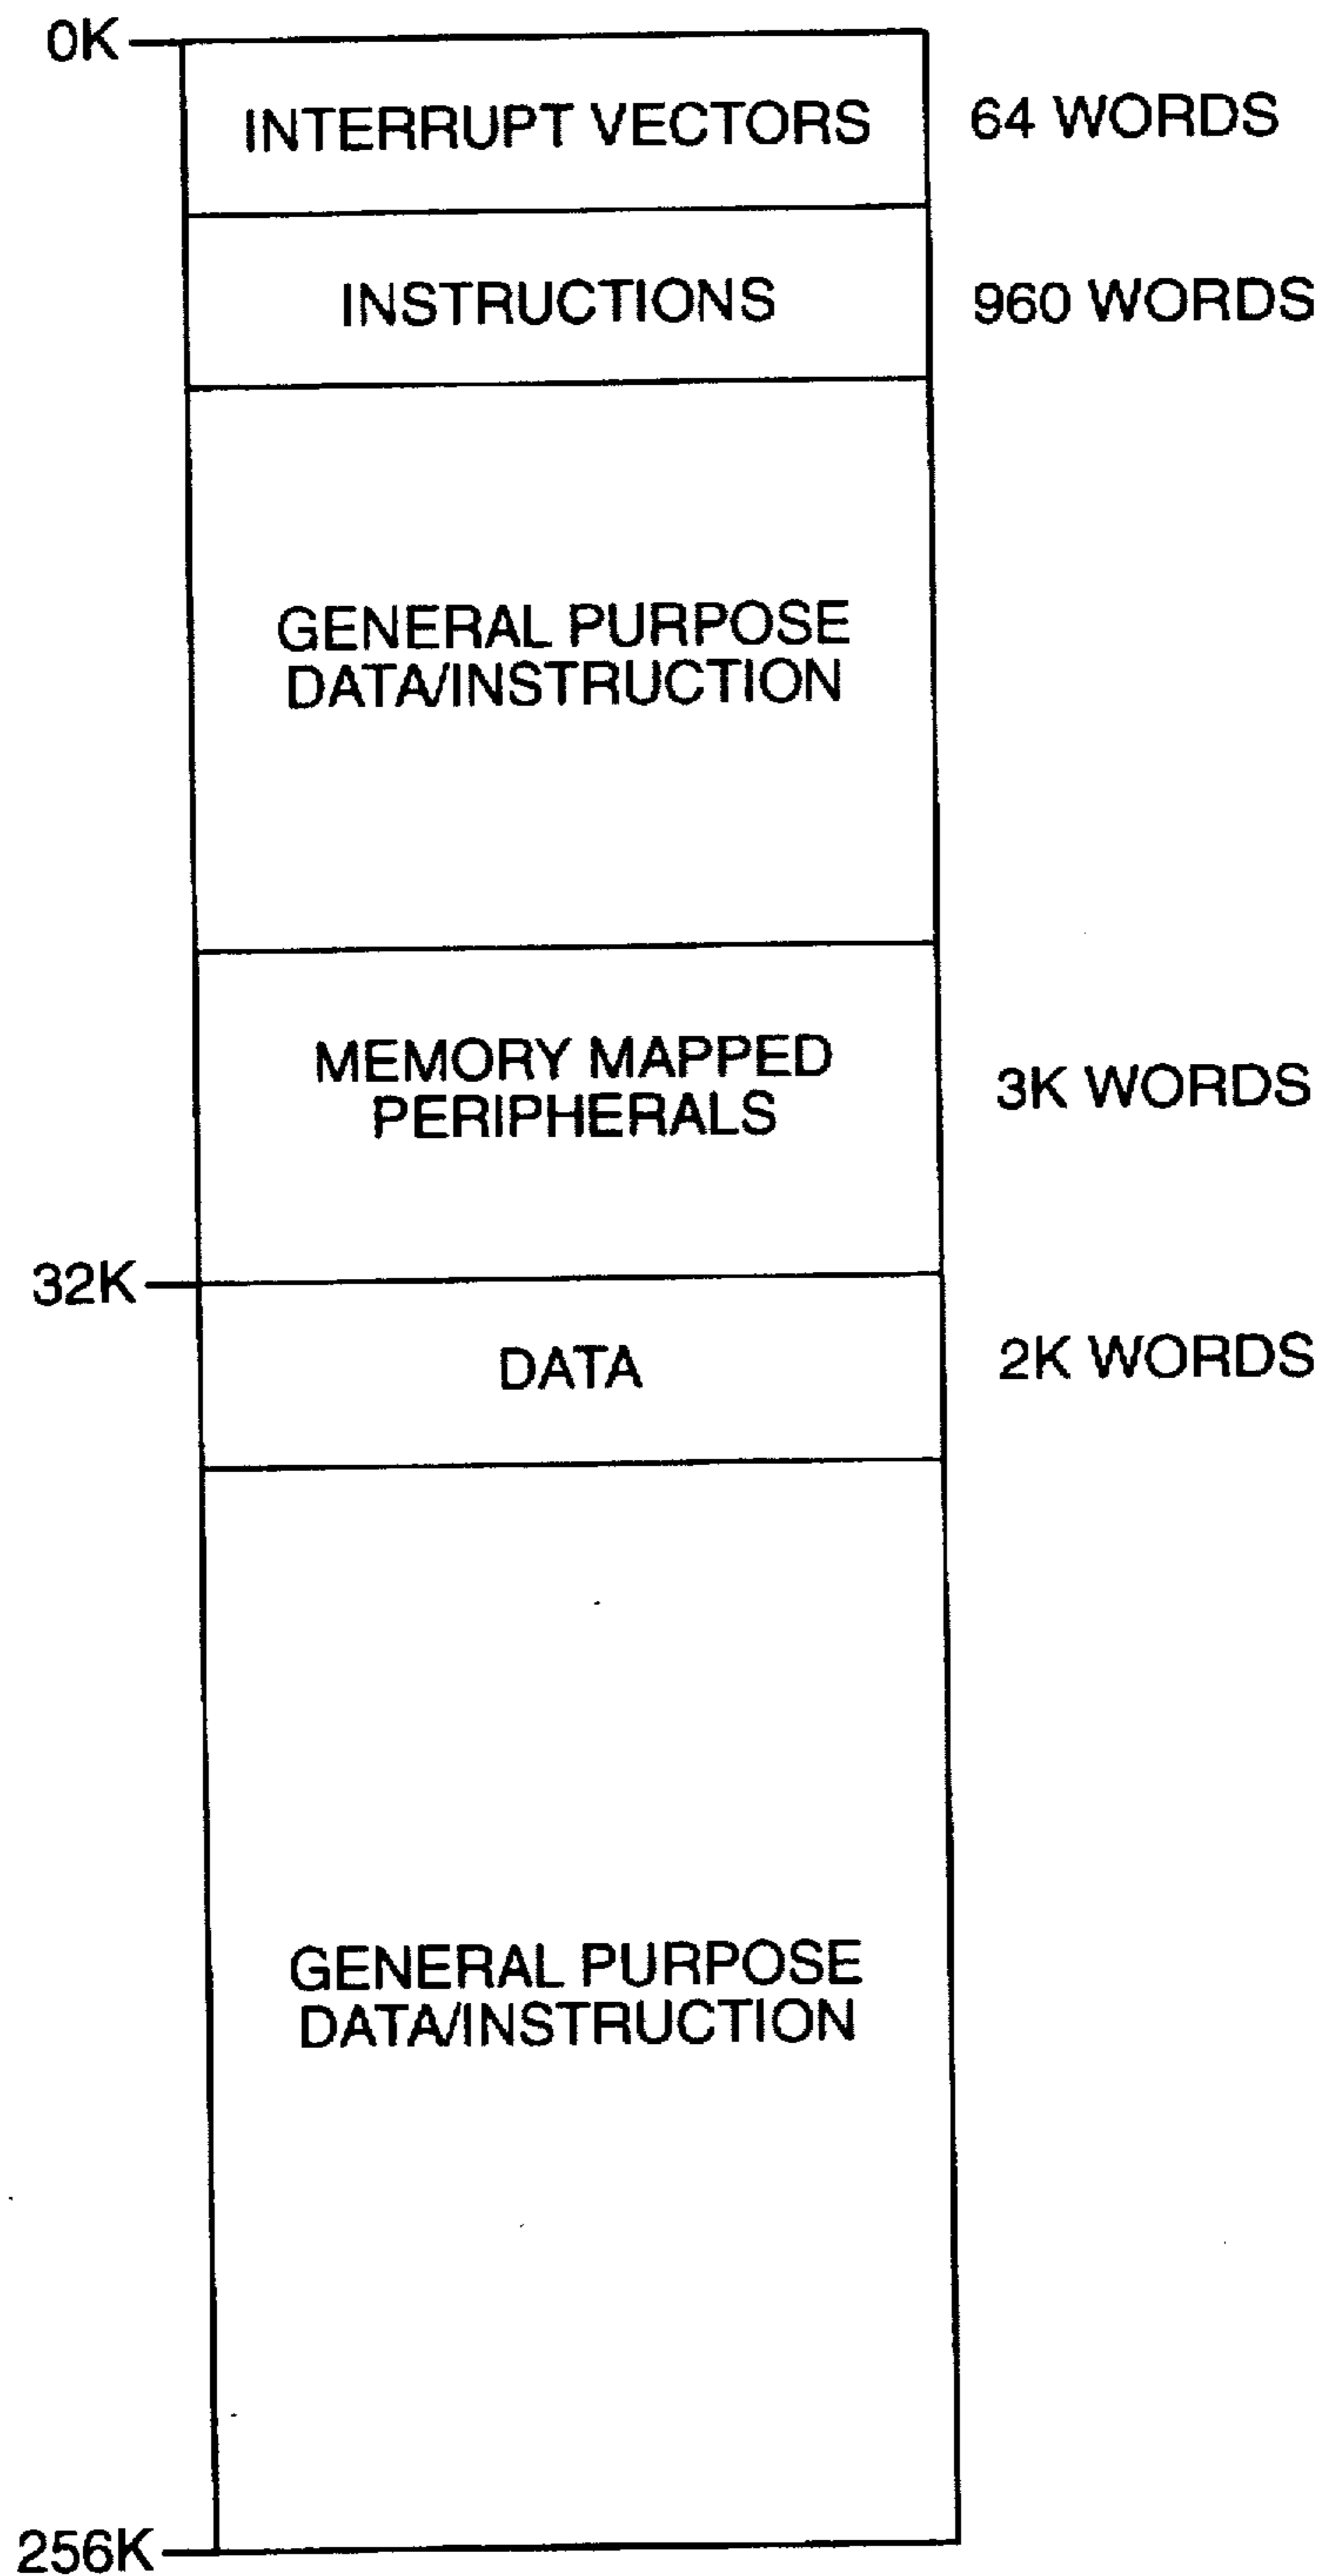 0K
INTERRUPT VECTORS
64 WORDS
INSTRUCTIONS
960 WORDS
GENERAL PURPOSE
DATA/INSTRUCTION
MEMORY MAPPED
PERIPHERALS
3K WORDS
32K
DATA
2K WORDS
GENERAL PURPOSE
DATA/INSTRUCTION
256K